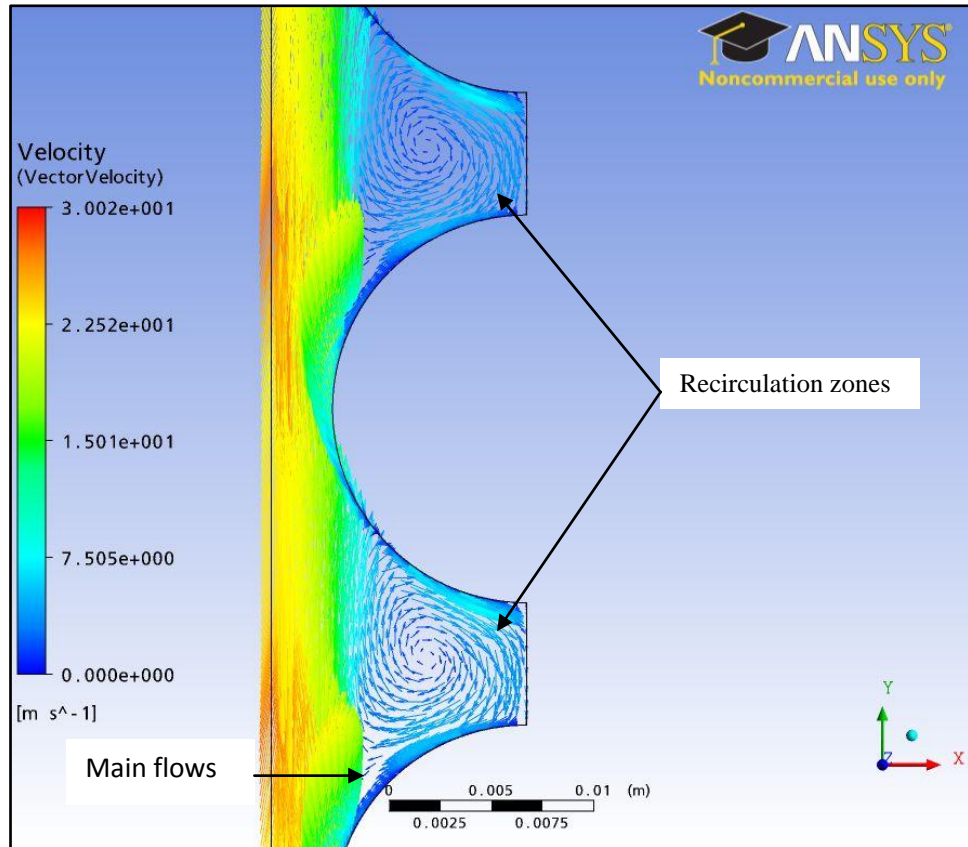 ANSYS®
Noncommercial use only
Velocity
(VectorVelocity)
3.002e+001
2.252e+001
1.501e+001
7.505e+000
0.000e+000
[m s^-1]
Recirculation zones
Main flows
0 0.005 0.01 (m)
0.0025 0.0075
Y
Z X